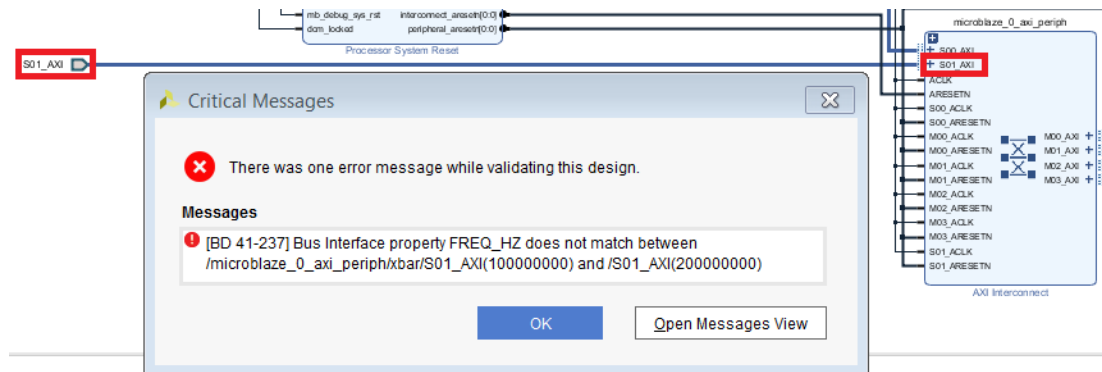 mb_debug_sys_rst interconnect_aresetn[0:0]
dcm_locked peripheral_aresetn[0:0]
Processor System Reset
microblaze_0_axi_periph
S00_AXI
S01_AXI
S01_AXI
ACLK
ARESETN
S00_ACLK
S00_ARESETN
M00_ACLK M00_AXI
M00_ARESETN M01_AXI
M01_ACLK M02_AXI
M01_ARESETN M03_AXI
M02_ACLK
M02_ARESETN
M03_ACLK
M03_ARESETN
S01_ACLK
S01_ARESETN
AXI Interconnect
Critical Messages
There was one error message while validating this design.
Messages
[BD 41-237] Bus Interface property FREQ_HZ does not match between
/microblaze_0_axi_periph/xbar/S01_AXI(100000000) and /S01_AXI(200000000)
OK
Open Messages View